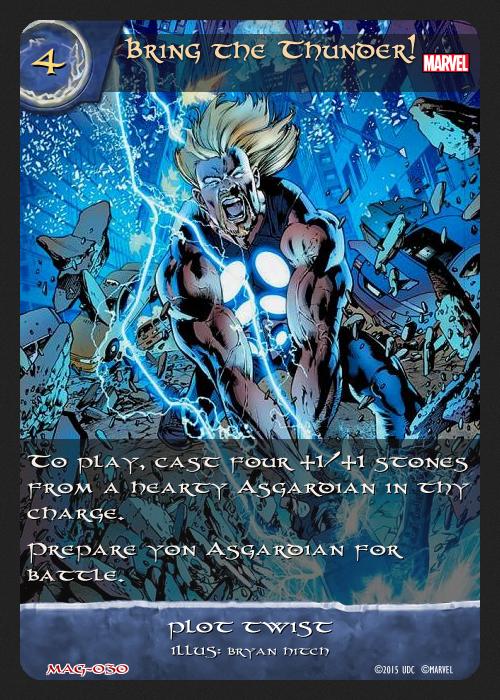 4
Bring the Thunder!
MARVEL
To play, cast four +1/+1 stones
from a hearty Asgardian in thy
charge.
Prepare yon Asgardian for
battle.
Plot Twist
Illus: Bryan Hitch
MAG-030
©2015 UDC ©MARVEL